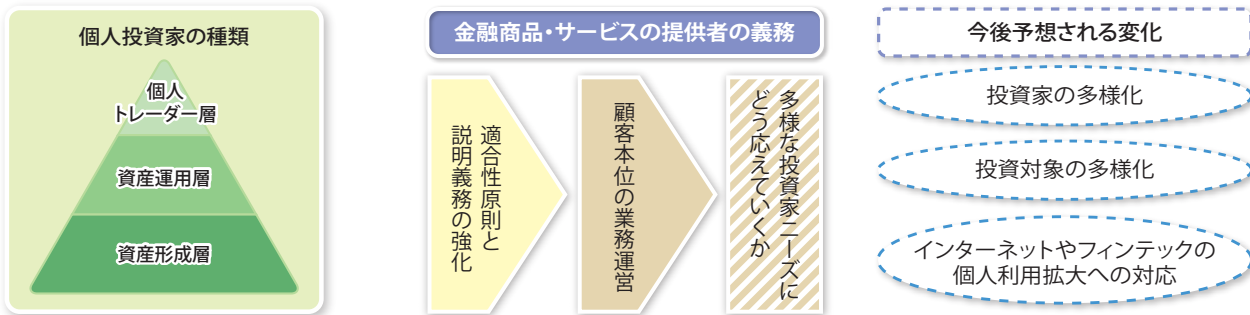 個人投資家の種類
個人
トレーダー層
資産運用層
資産形成層
金融商品・サービスの提供者の義務
適合性原則と
説明義務の強化
顧客本位の業務運営
多様な投資家ニーズに
どう応えていくか
今後予想される変化
投資家の多様化
投資対象の多様化
インターネットやフィンテックの
個人利用拡大への対応